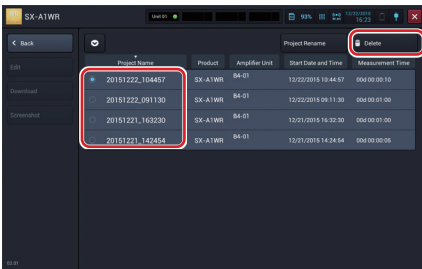 SX-A1WR Unit 01 93% 12/22/2015
16:23
Back Project Rename Delete
Project Name Product Amplifier Unit Start Date and Time Measurement Time
Edit
20151222_104457 SX-A1WR B4-01 12/22/2015 10:44:57 00d 00:00:10
Download
20151222_091130 SX-A1WR B4-01 12/22/2015 09:11:30 00d 00:01:00
Screenshot
20151221_163230 SX-A1WR B4-01 12/21/2015 16:32:30 00d 00:01:00
20151221_142454 SX-A1WR B4-01 12/21/2015 14:24:54 00d 00:00:05